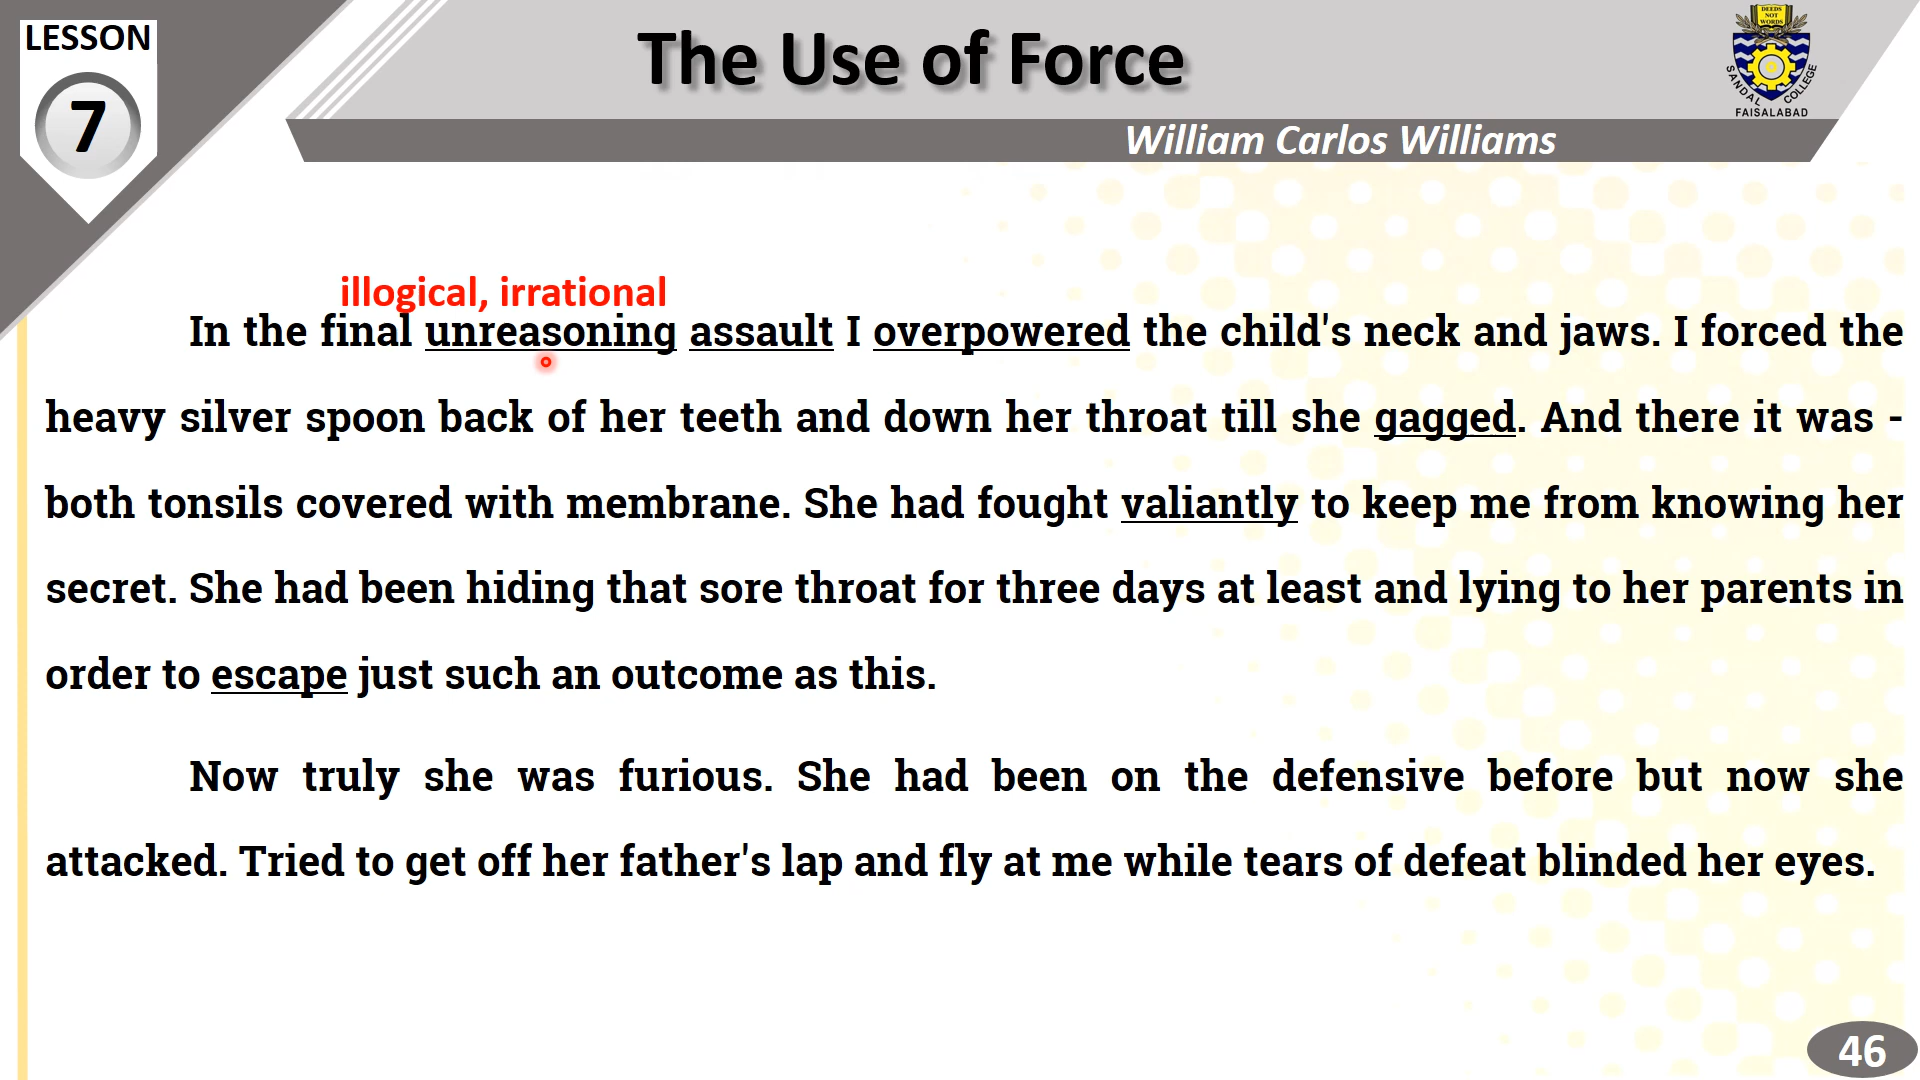 LESSON
7
The Use of Force
DEEDS
NOT
WORDS
SANDAL COLLEGE
FAISALABAD
William Carlos Williams
illogical, irrational
In the final unreasoning assault I overpowered the child's neck and jaws. I forced the
heavy silver spoon back of her teeth and down her throat till she gagged. And there it was -
both tonsils covered with membrane. She had fought valiantly to keep me from knowing her
secret. She had been hiding that sore throat for three days at least and lying to her parents in
order to escape just such an outcome as this.
Now truly she was furious. She had been on the defensive before but now she
attacked. Tried to get off her father's lap and fly at me while tears of defeat blinded her eyes.
46